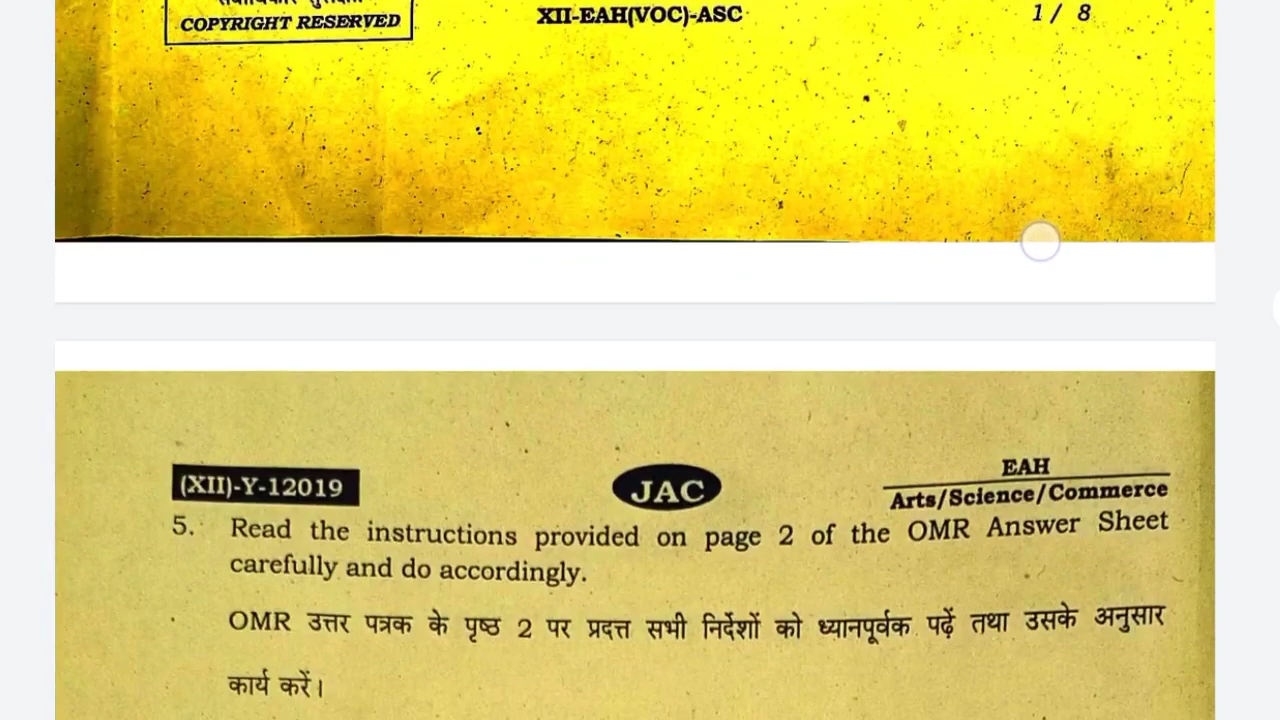 COPYRIGHT RESERVED
XII-EAH(VOC)-ASC
1 / 8
(XII)-Y-12019
JAC
EAH
Arts/Science/Commerce
5. Read the instructions provided on page 2 of the OMR Answer Sheet
carefully and do accordingly.
OMR उत्तर पत्रक के पृष्ठ 2 पर प्रदत्त सभी निर्देशों को ध्यानपूर्वक पढ़ें तथा उसके अनुसार
कार्य करें।